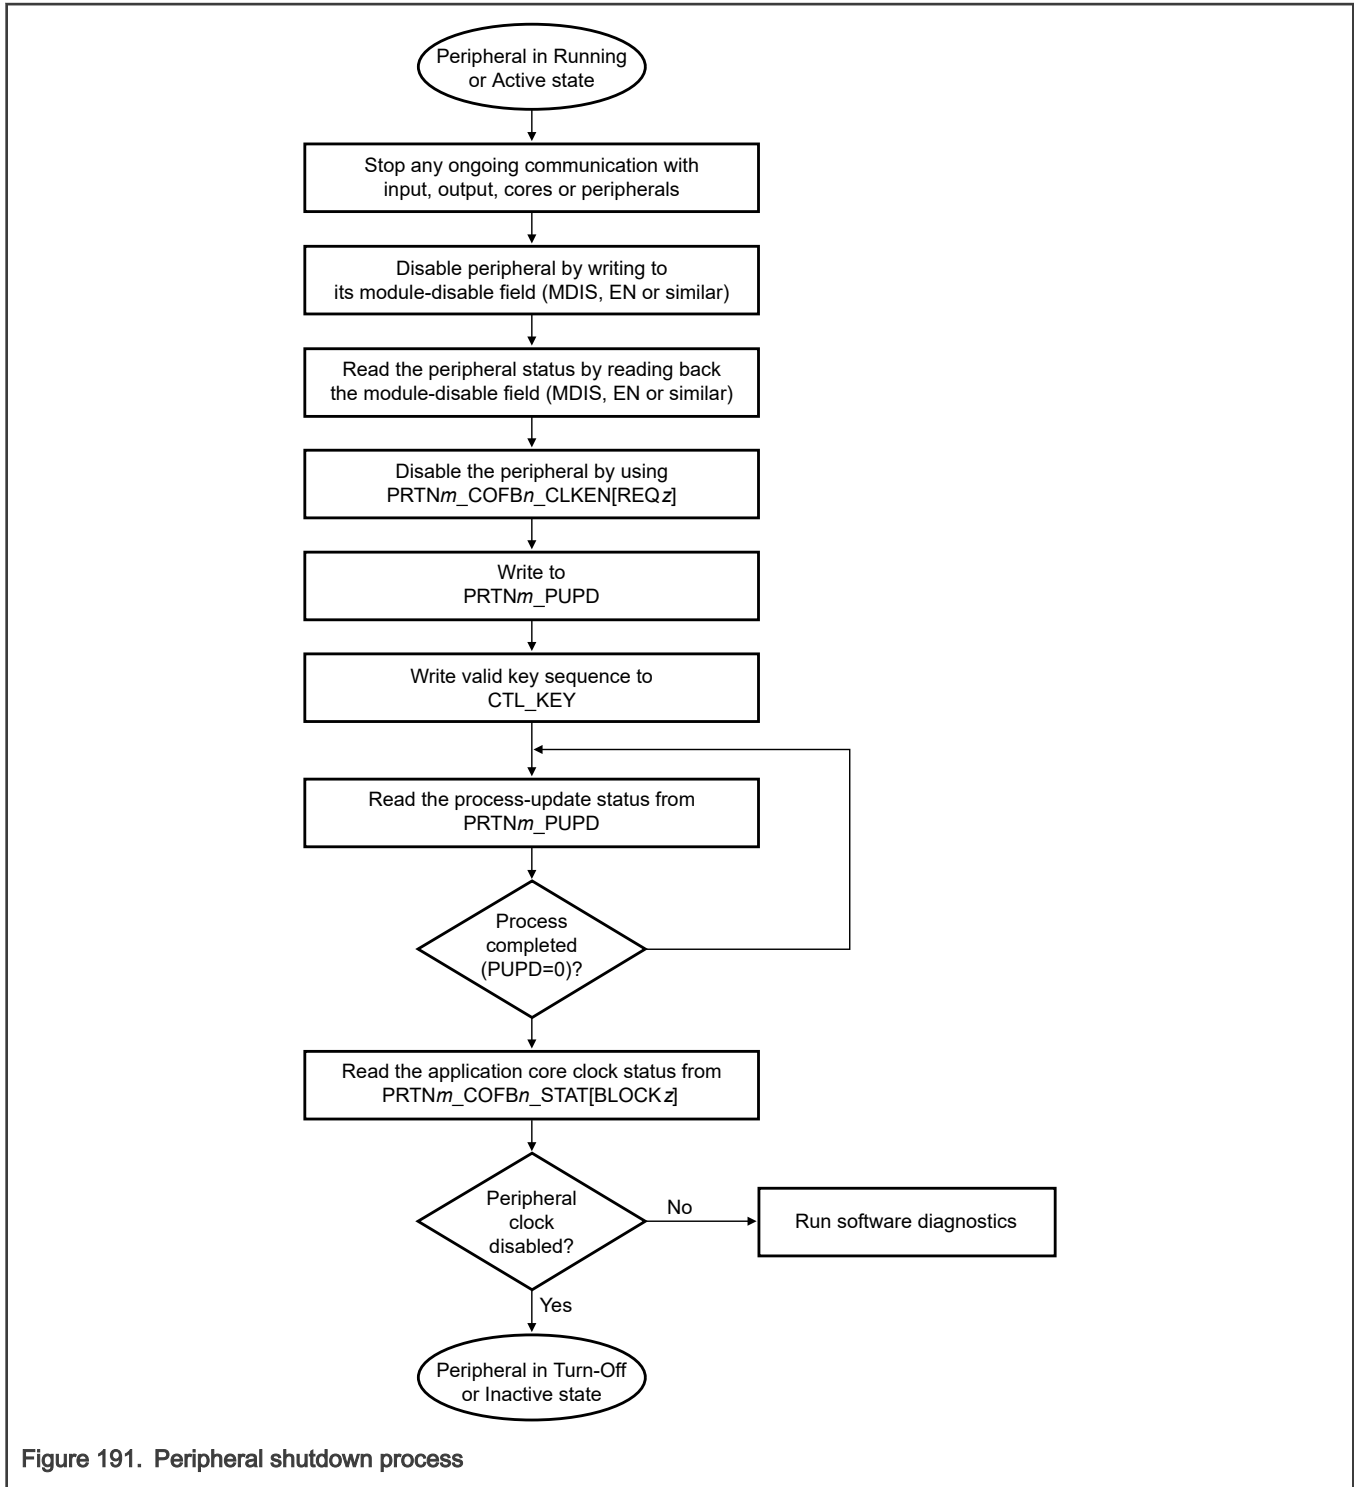 Peripheral in Running
or Active state
Stop any ongoing communication with
input, output, cores or peripherals
Disable peripheral by writing to
its module-disable field (MDIS, EN or similar)
Read the peripheral status by reading back
the module-disable field (MDIS, EN or similar)
Disable the peripheral by using
PRTNm_COFBn_CLKEN[REQz]
Write to
PRTNm_PUPD
Write valid key sequence to
CTL_KEY
Read the process-update status from
PRTNm_PUPD
Process
completed
(PUPD=0)?
Read the application core clock status from
PRTNm_COFBn_STAT[BLOCKz]
Peripheral
clock
disabled?
No
Run software diagnostics
Yes
Peripheral in Turn-Off
or Inactive state
Figure 191. Peripheral shutdown process